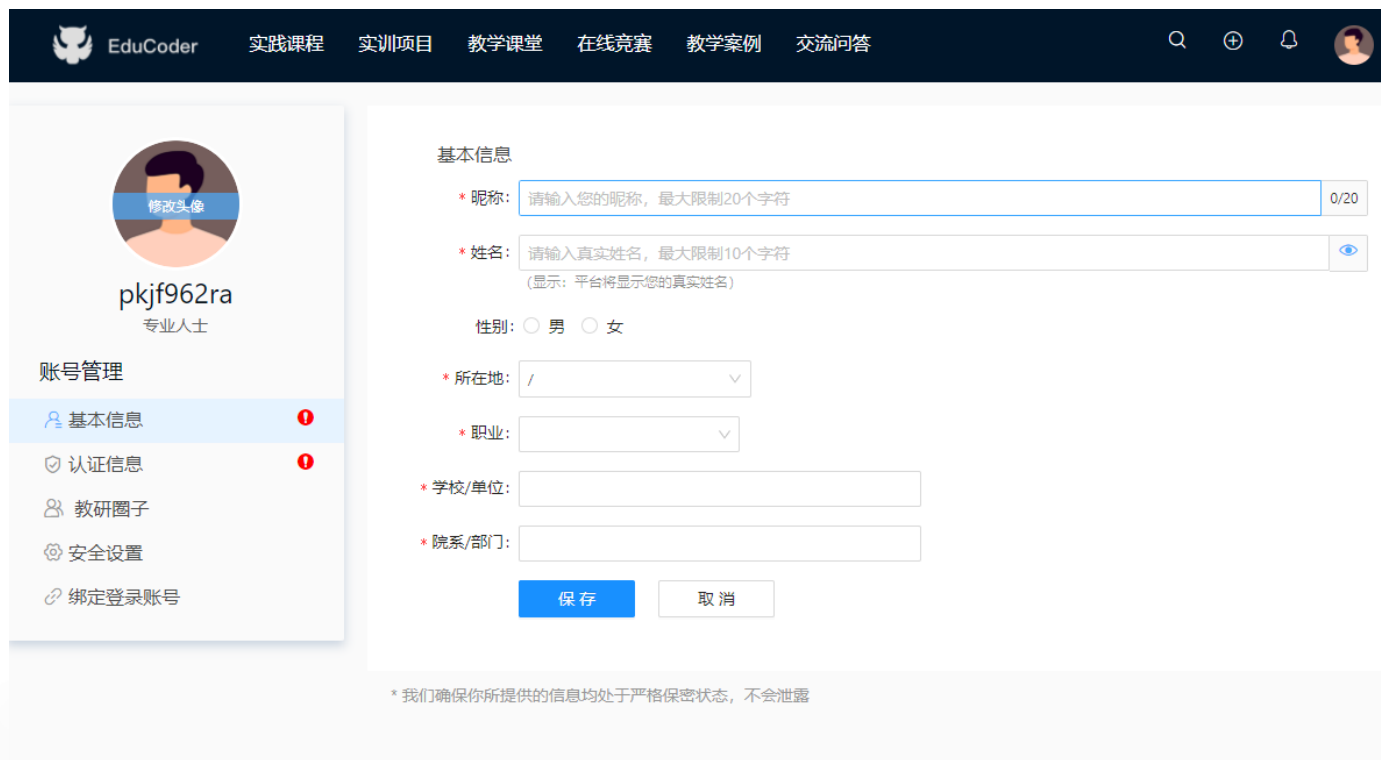 EduCoder 实践课程 实训项目 教学课堂 在线竞赛 教学案例 交流问答
修改头像
pkjf962ra
专业人士
账号管理
基本信息
认证信息
教研圈子
安全设置
绑定登录账号
基本信息
* 昵称: 请输入您的昵称，最大限制20个字符 0/20
* 姓名: 请输入真实姓名，最大限制10个字符
(显示：平台将显示您的真实姓名)
性别: 男 女
* 所在地: /
* 职业:
* 学校/单位:
* 院系/部门:
保 存 取 消
* 我们确保你所提供的信息均处于严格保密状态，不会泄露